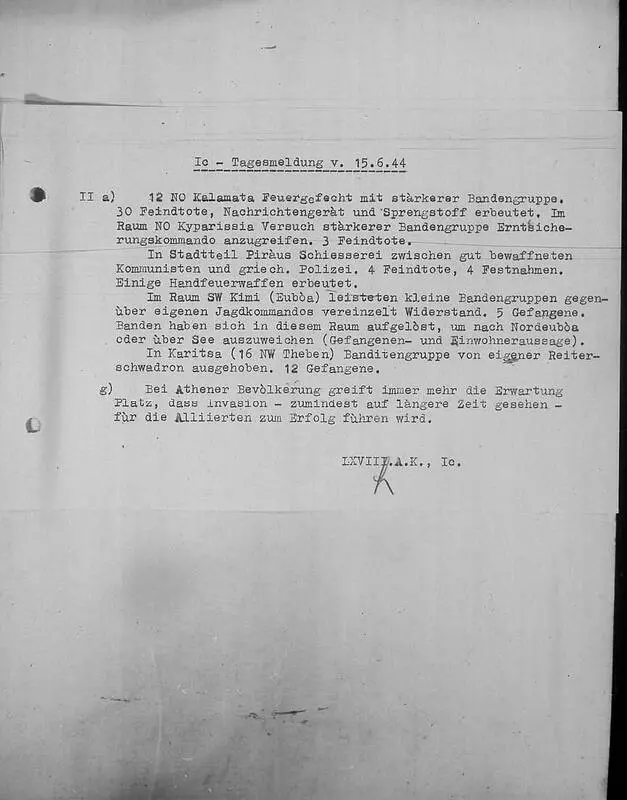 Ic - Tagesmeldung v. 15.6.44
II a) 12 NO Kalamata Feuergefecht mit stärkerer Bandengruppe.
30 Feindtote, Nachrichtengerät und Sprengstoff erbeutet. Im
Raum NO Kyparissia Versuch stärkerer Bandengruppe Erntsiche-
rungskommando anzugreifen. 3 Feindtote.
In Stadtteil Piräus Schiesserei zwischen gut bewaffneten
Kommunisten und griech. Polizei. 4 Feindtote, 4 Festnahmen.
Einige Handfeuerwaffen erbeutet.
Im Raum SW Kimi (Euböa) leisteten kleine Bandengruppen gegen-
über eigenen Jagdkommandos vereinzelt Widerstand. 5 Gefangene.
Banden haben sich in diesem Raum aufgelöst, um nach Nordeuböa
oder über See auszuweichen (Gefangenen- und Einwohneraussage).
In Karitsa (16 NW Theben) Banditengruppe von eigener Reiter-
schwadron ausgehoben. 12 Gefangene.
g) Bei Athener Bevölkerung greift immer mehr die Erwartung
Platz, dass Invasion - zumindest auf längere Zeit gesehen -
für die Alliierten zum Erfolg führen wird.
LXVIII.A.K., Ic.